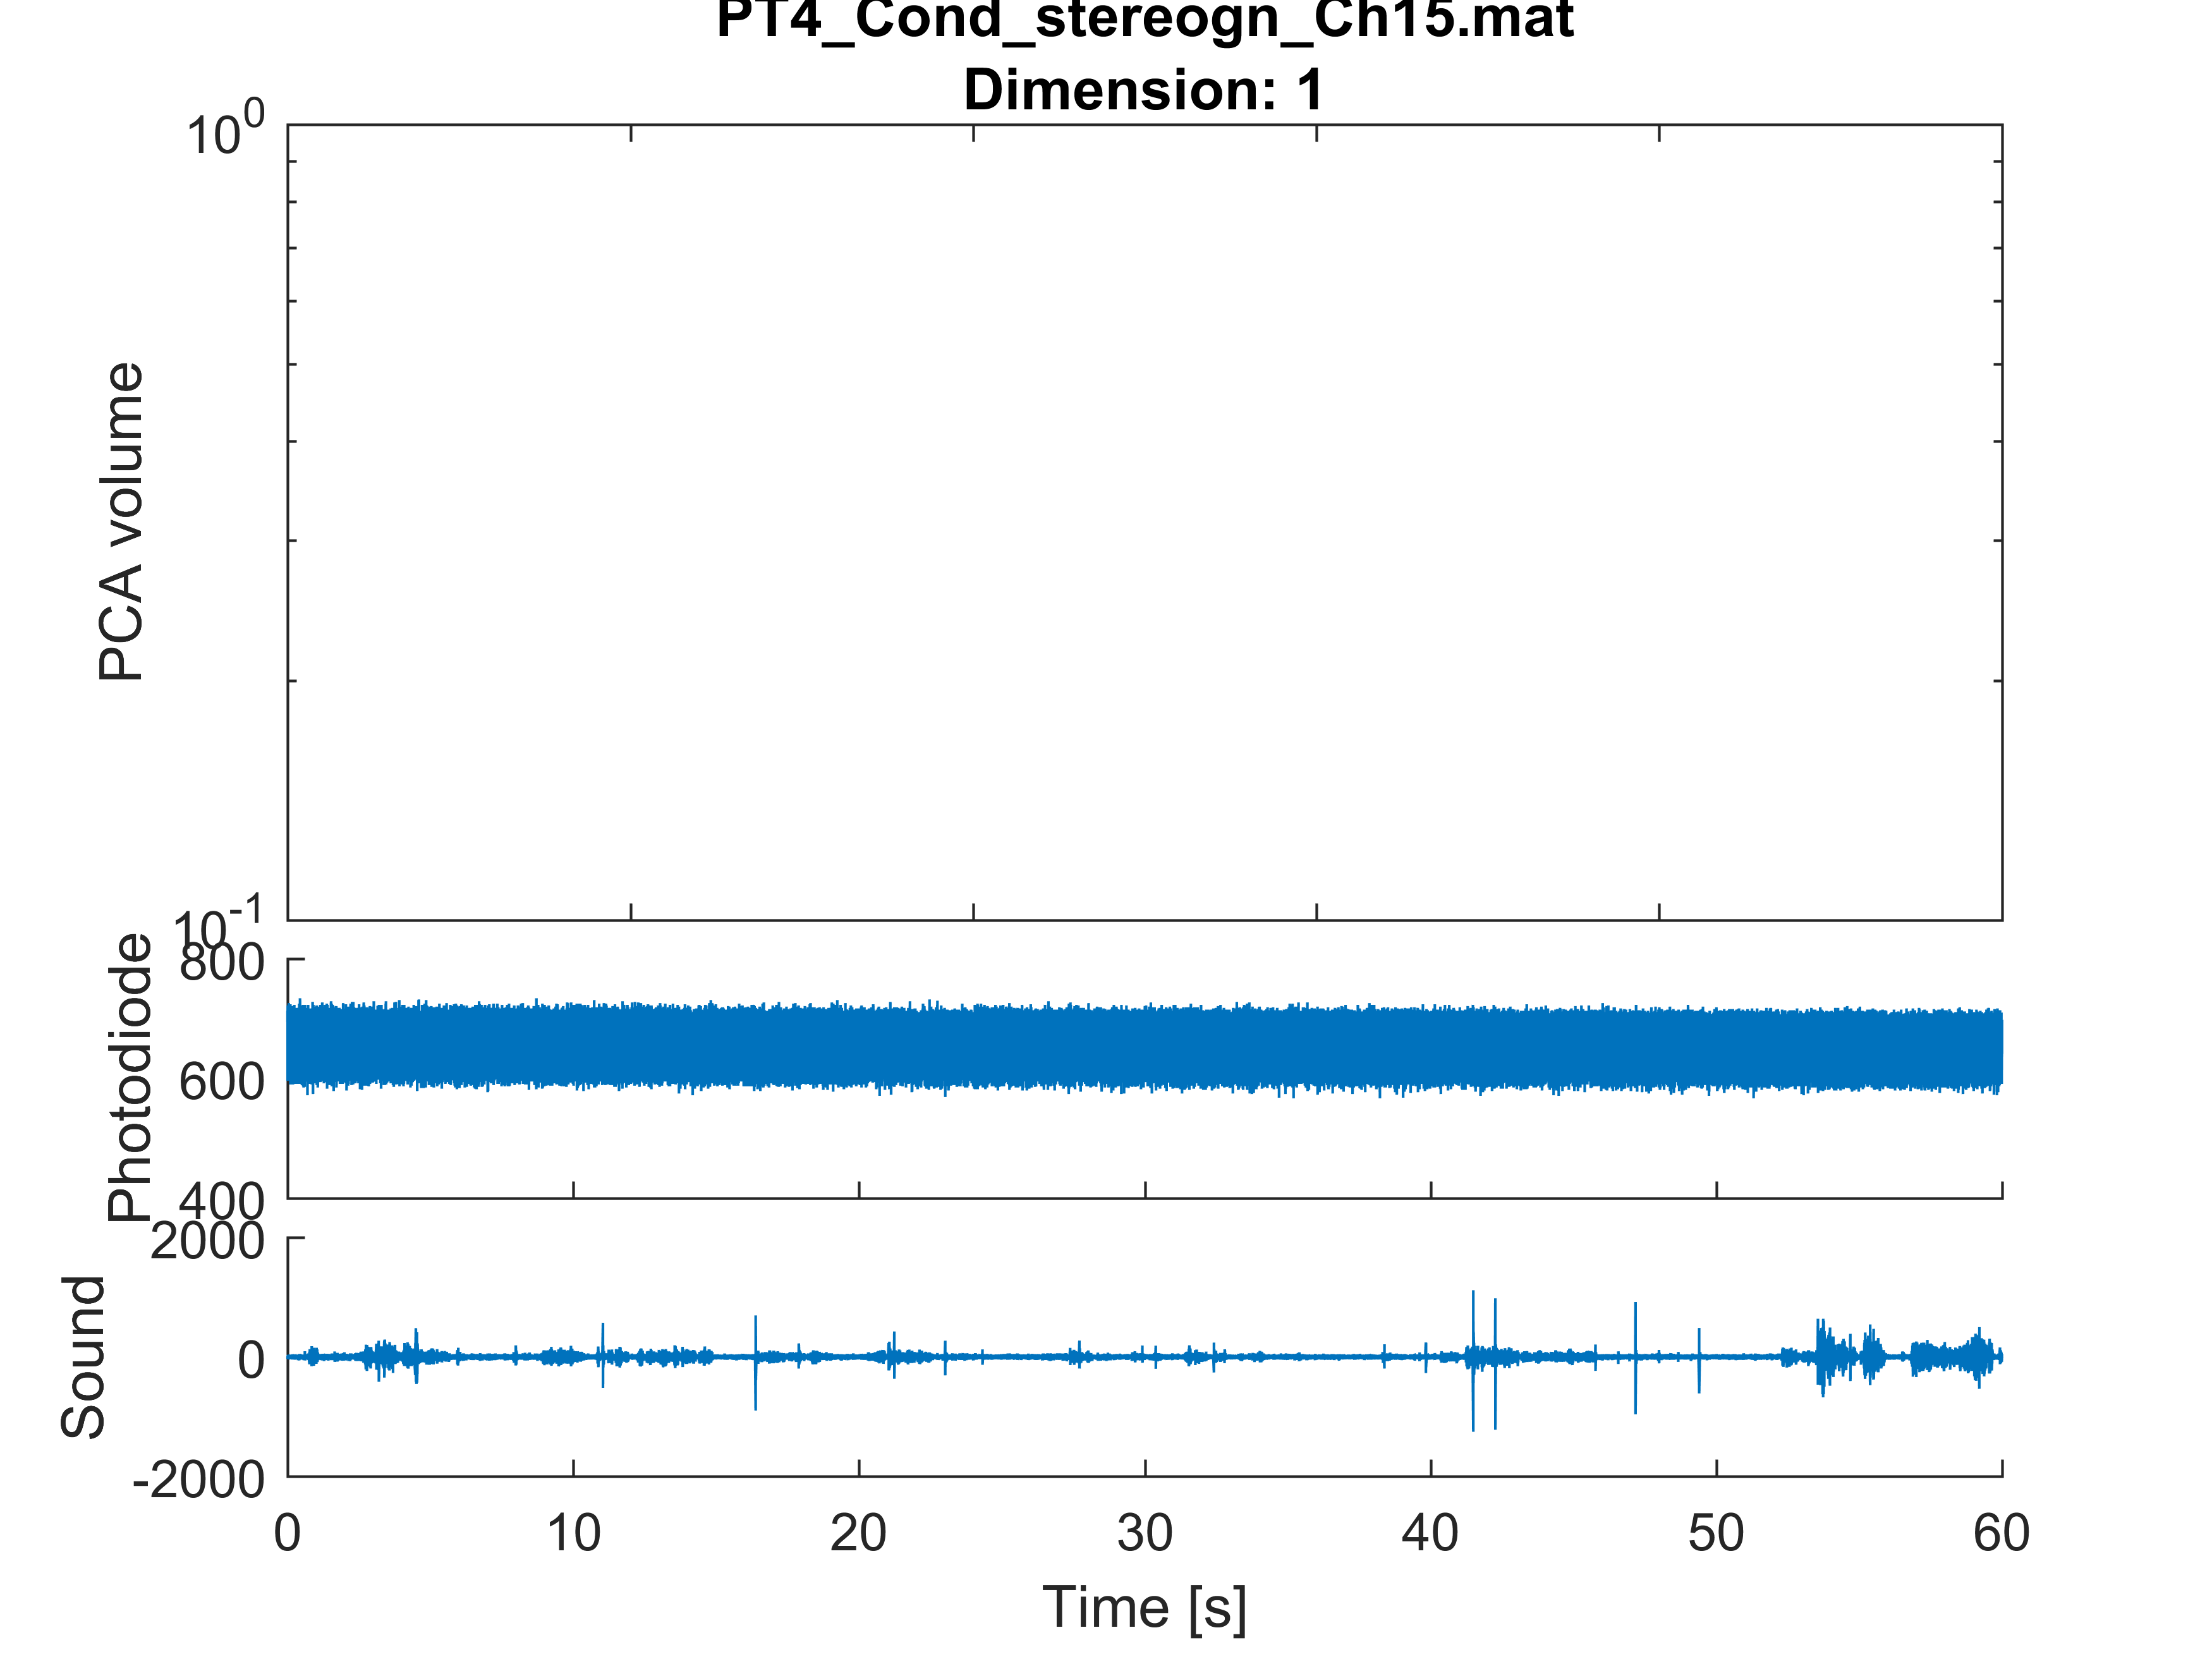 PT4_Cond_stereogn_Ch15.mat
Dimension: 1
10^0
PCA volume
10^-1
800
Photodiode
600
400
2000
Sound
0
-2000
0 10 20 30 40 50 60
Time [s]